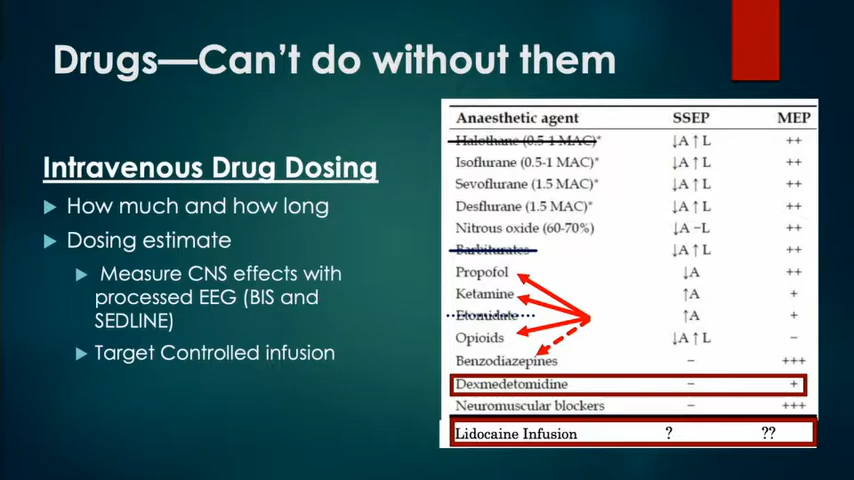 Drugs—Can't do without them
Intravenous Drug Dosing
How much and how long
Dosing estimate
Measure CNS effects with
processed EEG (BIS and
SEDLINE)
Target Controlled infusion
Anaesthetic agent SSEP MEP
Halothane (0.5-1 MAC)* ↓A ↑ L ++
Isoflurane (0.5-1 MAC)* ↓A ↑ L ++
Sevoflurane (1.5 MAC)* ↓A ↑ L ++
Desflurane (1.5 MAC)* ↓A ↑ L ++
Nitrous oxide (60-70%) ↓A –L ++
Barbiturates ↓A ↑ L ++
Propofol ↓A ++
Ketamine ↑A +
Etomidate ↑A +
Opioids ↓A ↑ L –
Benzodiazepines – +++
Dexmedetomidine – +
Neuromuscular blockers – +++
Lidocaine Infusion ? ??